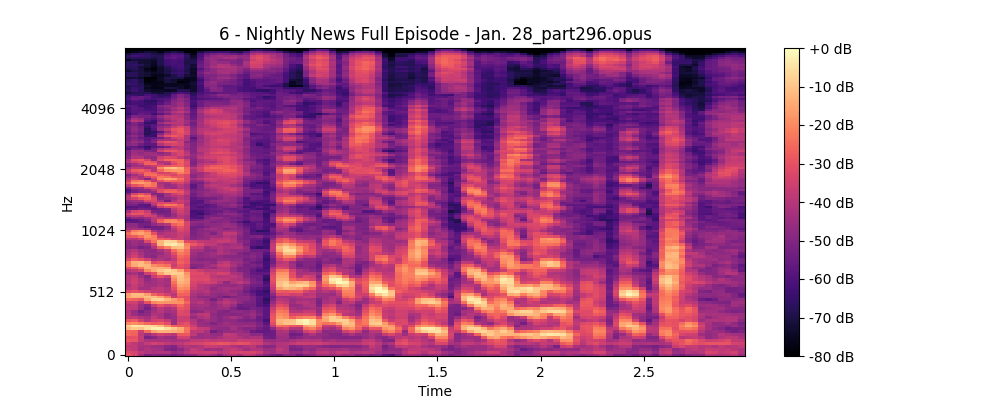 6 - Nightly News Full Episode - Jan. 28_part296.opus
4096
2048
1024
512
0
Hz
0 0.5 1 1.5 2 2.5
Time
+0 dB
-10 dB
-20 dB
-30 dB
-40 dB
-50 dB
-60 dB
-70 dB
-80 dB